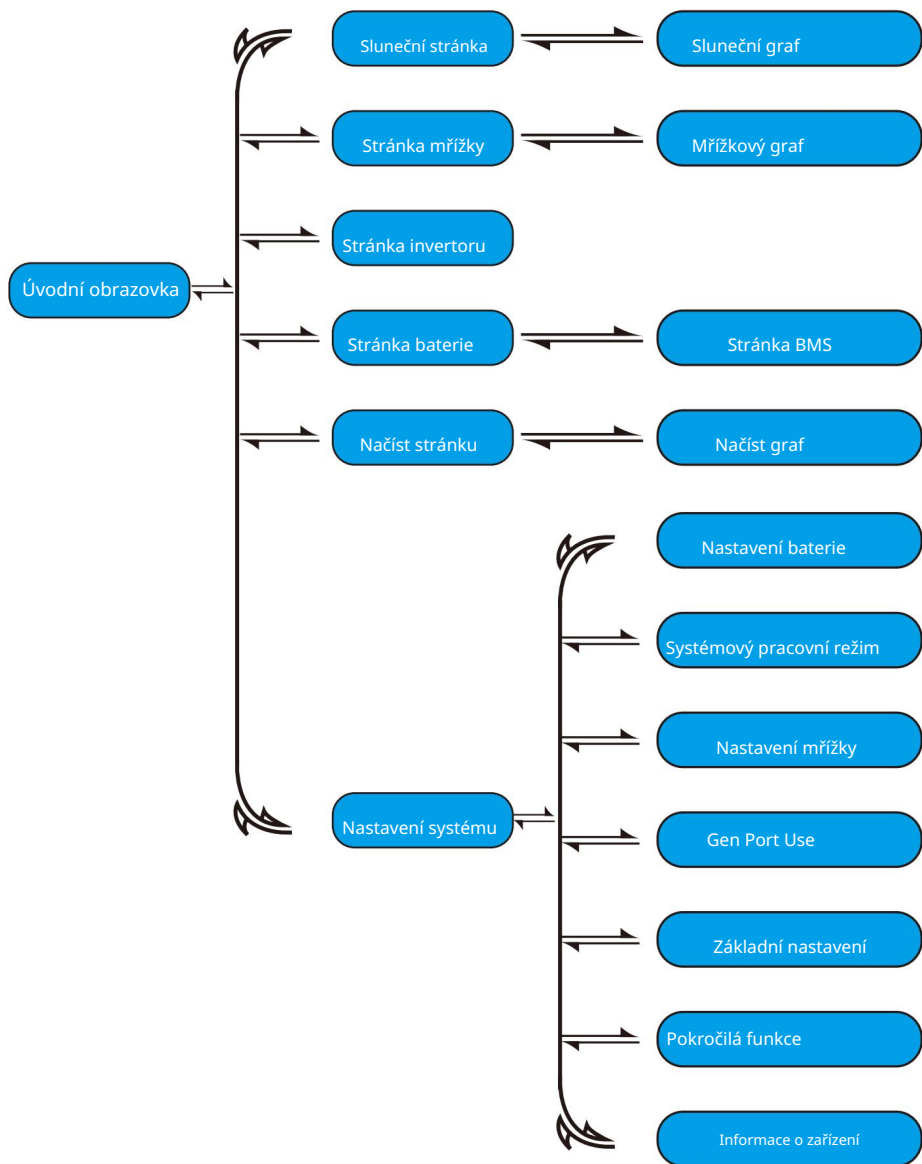 Sluneční stránka
Sluneční graf
Stránka mřížky
Mřížkový graf
Stránka invertoru
Úvodní obrazovka
Stránka baterie
Stránka BMS
Načíst stránku
Načíst graf
Nastavení baterie
Systémový pracovní režim
Nastavení mřížky
Nastavení systému
Gen Port Use
Základní nastavení
Pokročilá funkce
Informace o zařízení